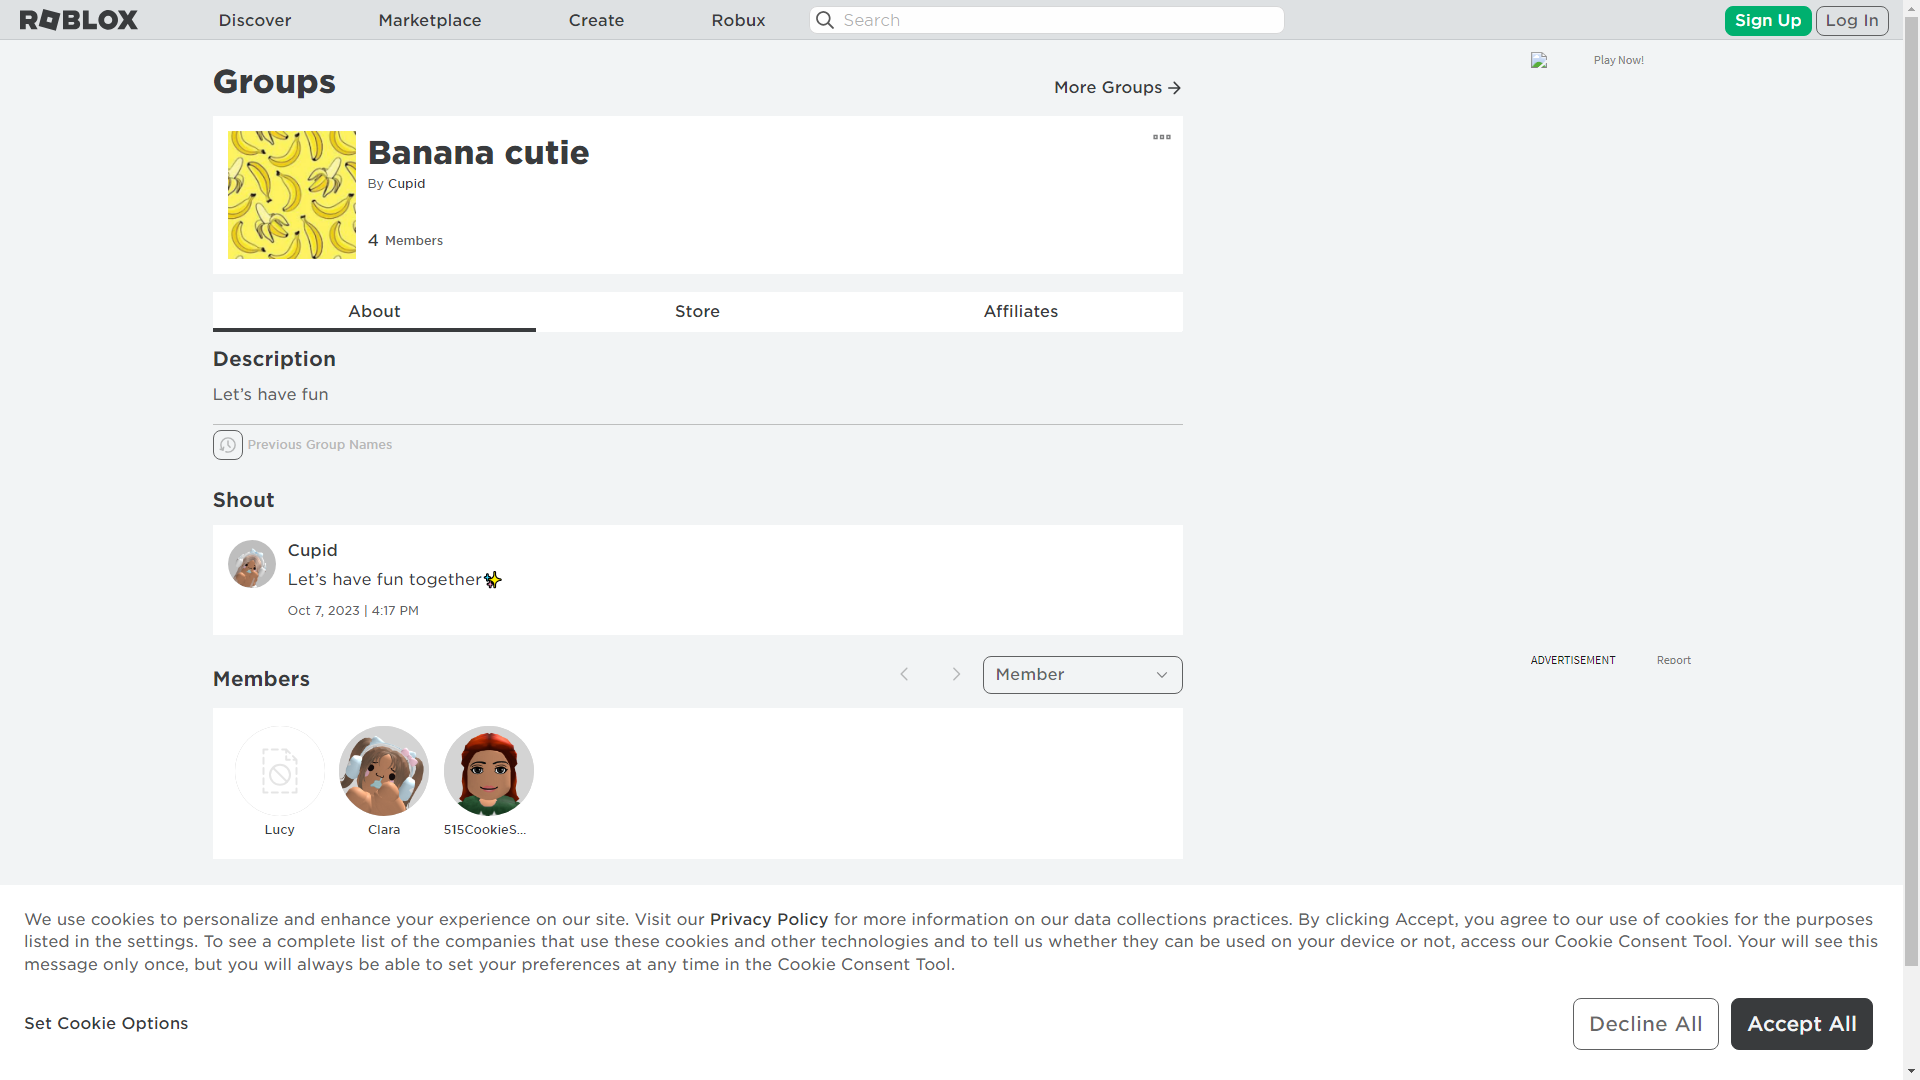 ROBLOX Discover Marketplace Create Robux Search Sign Up Log In
Play Now!
Groups
More Groups
Banana cutie
By Cupid
4 Members
About Store Affiliates
Description
Let’s have fun
Previous Group Names
Shout
Cupid
Let’s have fun together✨
Oct 7, 2023 | 4:17 PM
ADVERTISEMENT Report
Members
Member
Lucy Clara 515CookieS...
We use cookies to personalize and enhance your experience on our site. Visit our Privacy Policy for more information on our data collections practices. By clicking Accept, you agree to our use of cookies for the purposes
listed in the settings. To see a complete list of the companies that use these cookies and other technologies and to tell us whether they can be used on your device or not, access our Cookie Consent Tool. Your will see this
message only once, but you will always be able to set your preferences at any time in the Cookie Consent Tool.
Set Cookie Options
Decline All
Accept All